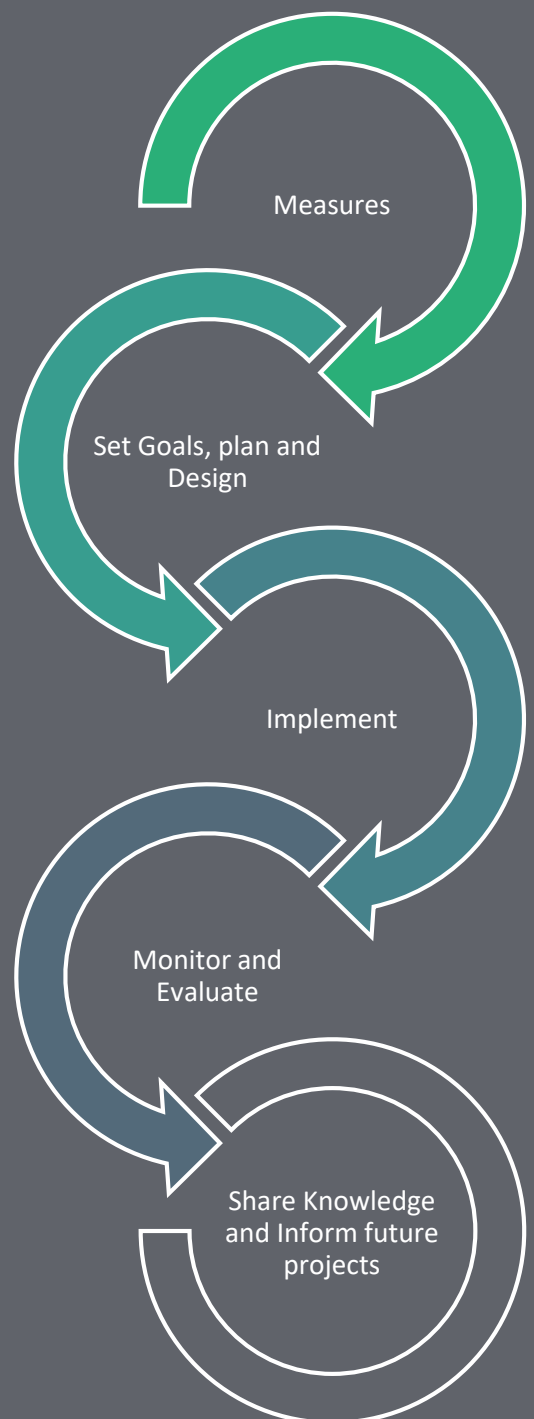 Measures
Set Goals, plan and
Design
Implement
Monitor and
Evaluate
Share Knowledge
and Inform future
projects